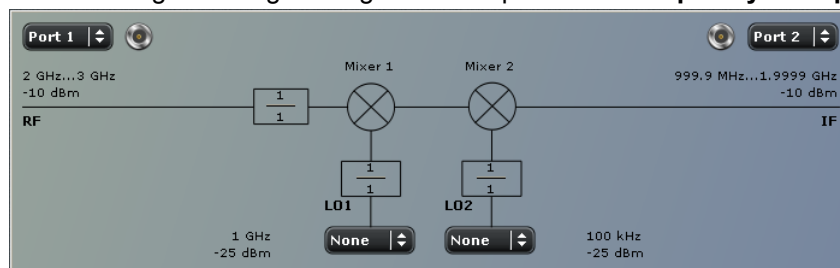 Port 1
Port 2
2 GHz...3 GHz
-10 dBm
RF
1
1
Mixer 1
Mixer 2
999.9 MHz...1.9999 GHz
-10 dBm
IF
1
1
LO1
1
1
LO2
1 GHz
-25 dBm
None
None
100 kHz
-25 dBm